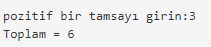 pozitif bir tamsayı girin:3
Toplam = 6